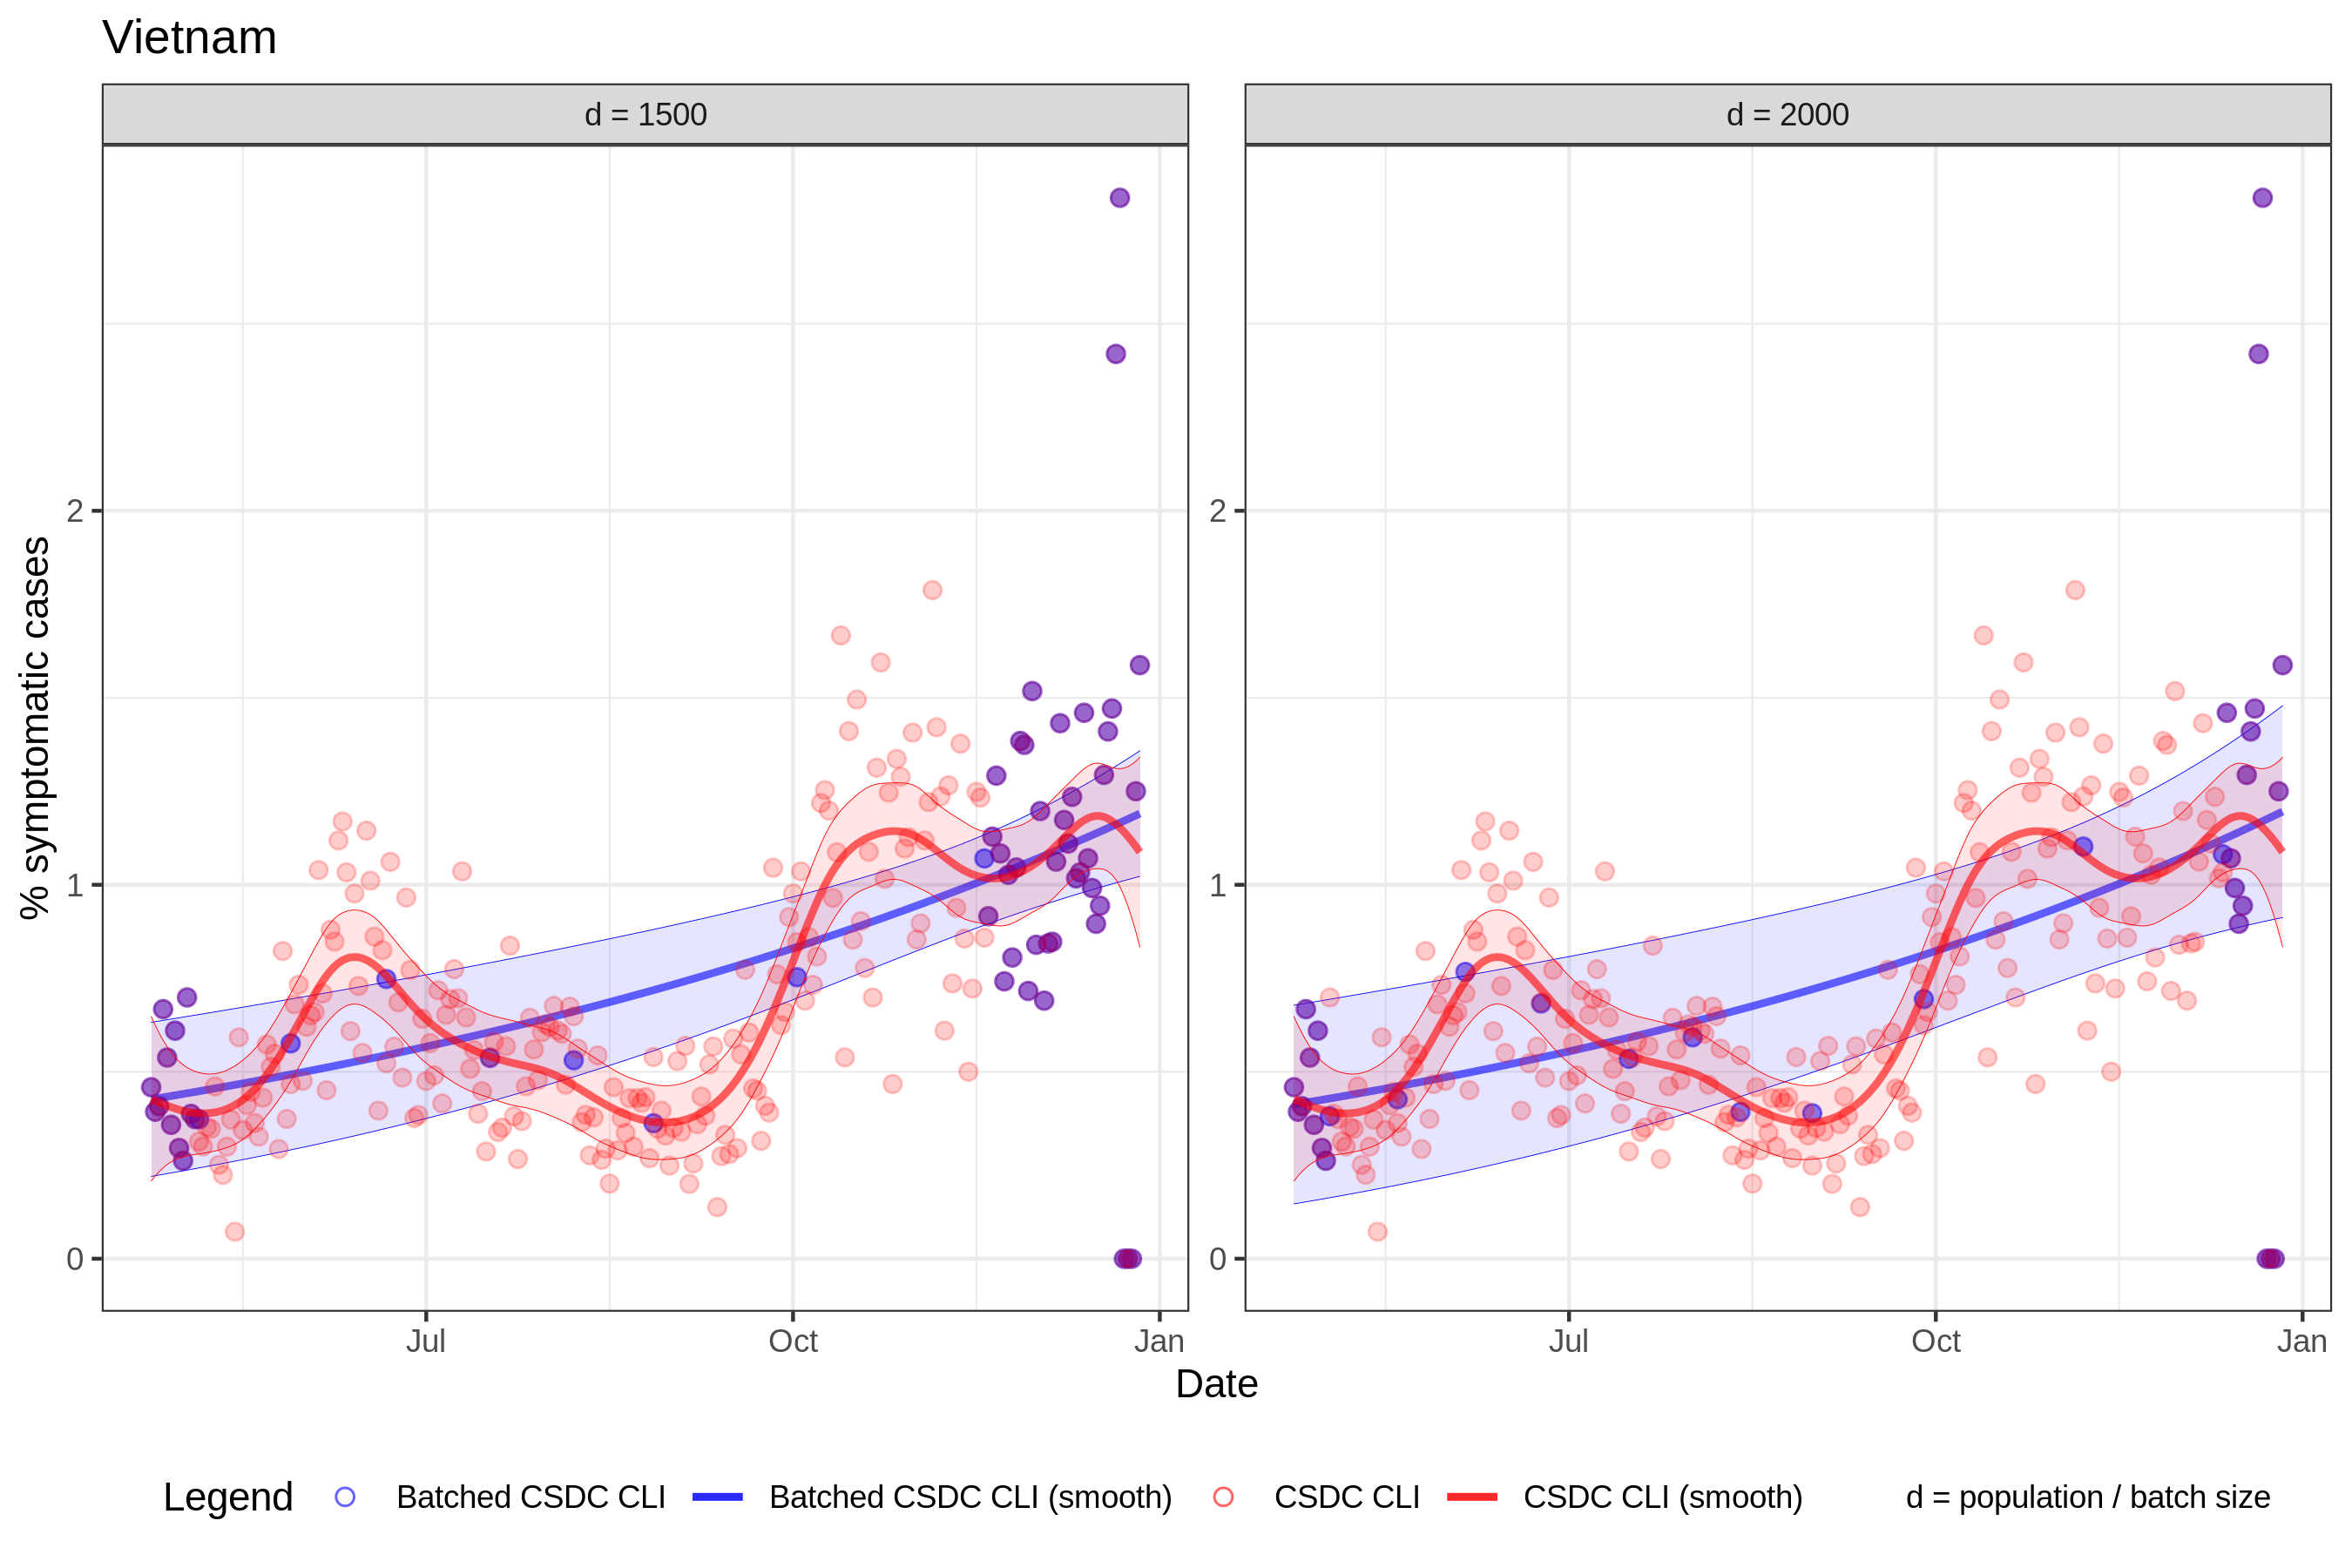 Vietnam
d = 1500
d = 2000
% symptomatic cases
2
1
0
2
1
0
Jul
Oct
Jan
Jul
Oct
Jan
Date
Legend
Batched CSDC CLI
Batched CSDC CLI (smooth)
CSDC CLI
CSDC CLI (smooth)
d = population / batch size